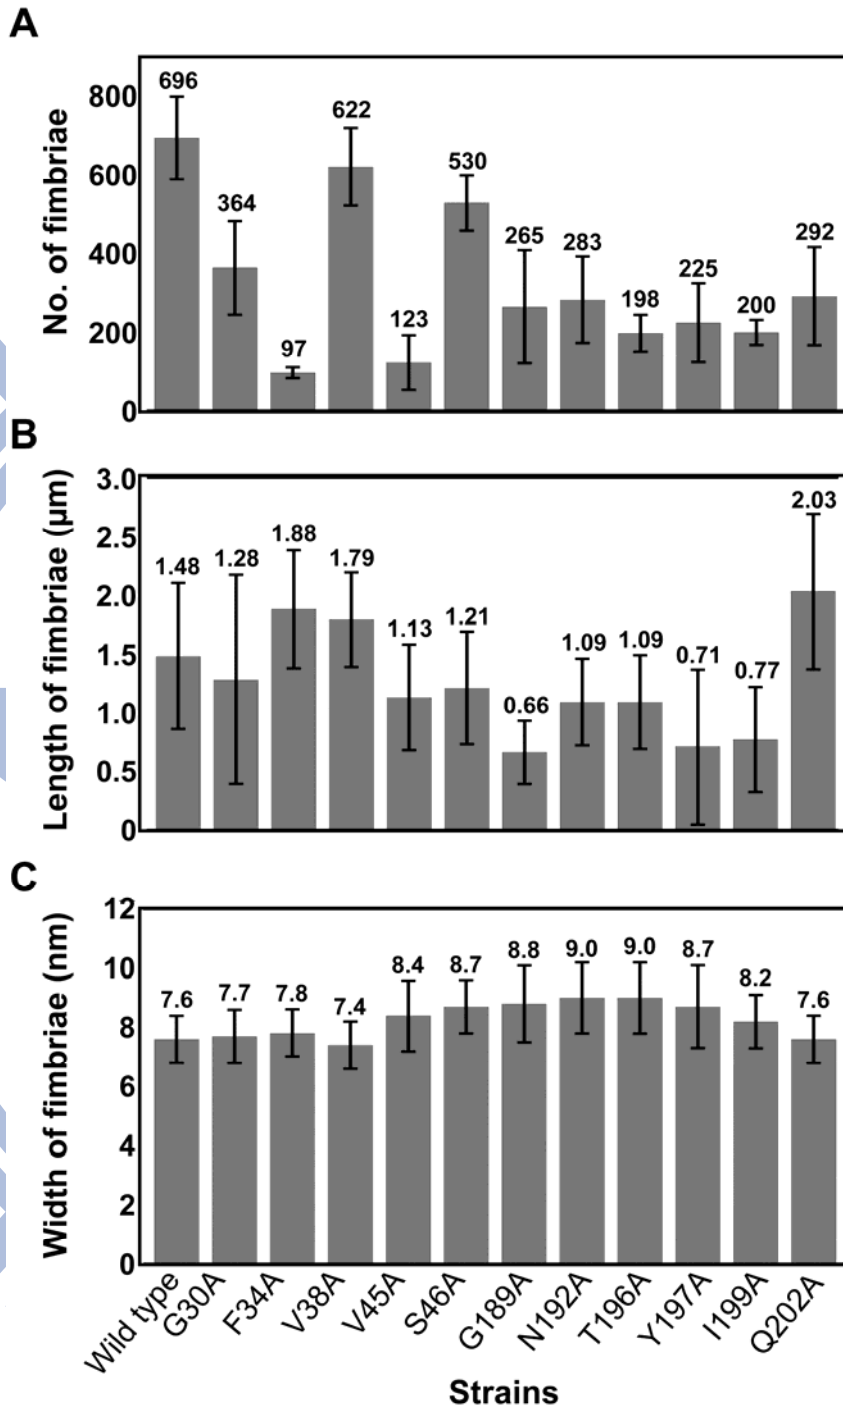 A
No. of fimbriae
800
600
400
200
0
696
364
97
622
123
530
265
283
198
225
200
292
B
Length of fimbriae (μm)
3.0
2.5
2.0
1.5
1.0
0.5
0
1.48
1.28
1.88
1.79
1.13
1.21
0.66
1.09
1.09
0.71
0.77
2.03
C
Width of fimbriae (nm)
12
10
8
6
4
2
0
7.6
7.7
7.8
7.4
8.4
8.7
8.8
9.0
9.0
8.7
8.2
7.6
Wild type
G30A
F34A
V38A
V45A
S46A
G189A
N192A
T196A
Y197A
I199A
Q202A
Strains